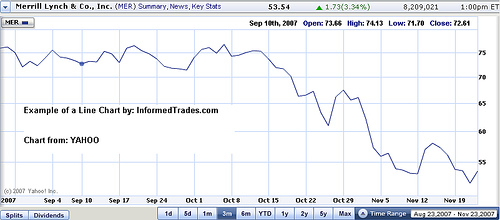 Merrill Lynch & Co., Inc. (MER) Summary, News, Key Stats 53.54 1.73(3.34%) 8,209,021 1:00pm ET
MER
Sep 10th, 2007 Open: 73.66 High: 74.13 Low: 71.70 Close: 72.61
75
70
Example of a Line Chart by: InformedTrades.com
65
Chart from: YAHOO
60
55
(c) 2007 Yahoo! Inc.
2007 Sep 4 Sep 10 Sep 17 Sep 24 Oct 1 Oct 8 Oct 15 Oct 22 Oct 29 Nov 5 Nov 12 Nov 19
Splits Dividends 1d 5d 1m 3m 6m YTD 1y 2y 5y Max Time Range Aug 23,2007 - Nov 23,2007